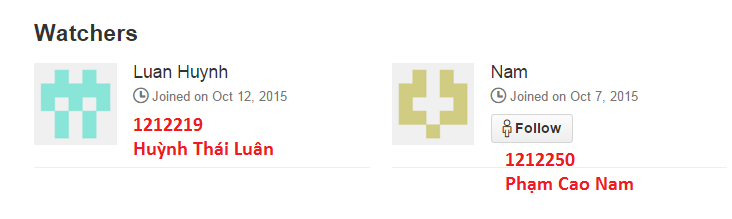 Watchers
Luan Huynh
Joined on Oct 12, 2015
1212219
Huỳnh Thái Luân
Nam
Joined on Oct 7, 2015
Follow
1212250
Phạm Cao Nam